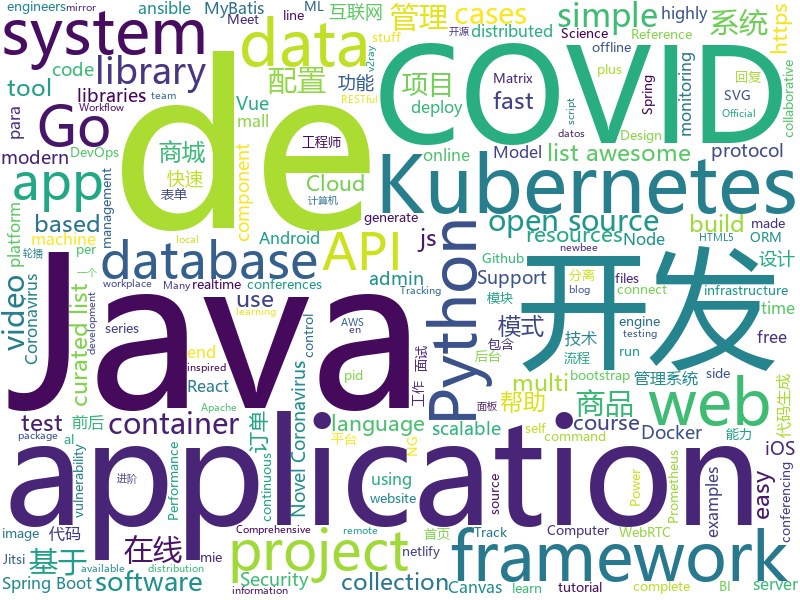 engineers mirror ansible MyBatis ML 互联网 line highly simple 系统
Meet code 管理 cases distributed Science https
system de data COVID
stuff offline Reference v2ray 开源 回复 plus
tool library 配置 项目 功能 Matrix Spring collaborative
libraries Vue RESTful team Workflow fast deploy script monitoring SVG Official
para Go mall
modern DevOps 商城 工程师 online Model protocol datos
app Kubernetes
component 快速 表单 Cloud 计算机 list awesome Design
based management Android generate open source 设计
machine API js build Node ORM
platform database local 一个 made HTML5 newbee
per Many realtime conferences admin resources Github 分离 time
video Coronavirus Java workplace use Support connect infrastructure
轮播 Python 开发 files
curated list development series learning AWS 模式 模块 engine free
inspired React en Tracking end blog control 技术 testing run
test container 工作 面试 包含 流程 side
前后 language multi bootstrap 管理系统 代码生成
al vulnerability 订单 course 帮助 后台 商品 web
scalable Docker 面板 能力
Performance continuous Novel Coronavirus application self command NG 平台 easy iOS
pid using examples Prometheus
package Apache website source Computer
image 代码 在线 project Track WebRTC Power
Jitsi 基于 Comprehensive mie 首页 conferencing 进阶
Security netlify framework
available remote complete BI
Spring Boot software collection Canvas learn tutorial server
distribution information